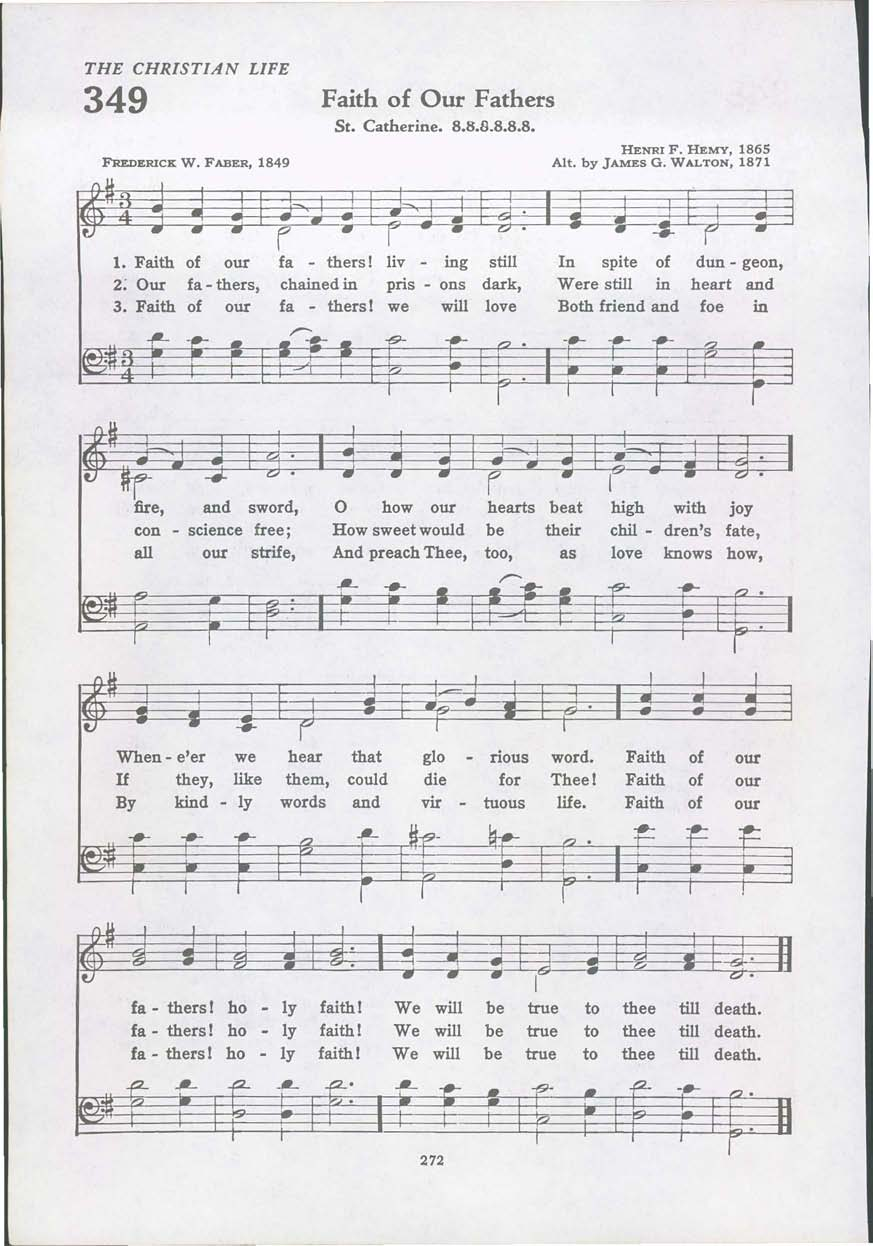 THE CHRISTIAN LIFE
349
Faith of Our Fathers
St. Catherine. 8.8.8.8.8.8.
FREDERICK W. FABER, 1849
HENRI F. HEMY, 1865
Alt. by JAMES G. WALTON, 1871
3
4
1. Faith of our fa - thers! liv - ing still In spite of dun - geon,
2. Our fa - thers, chained in pris - ons dark, Were still in heart and
3. Faith of our fa - thers! we will love Both friend and foe in
3
4
fire, and sword, O how our hearts beat high with joy
con - science free; How sweet would be their chil - dren's fate,
all our strife, And preach Thee, too, as love knows how,
When - e'er we hear that glo - rious word. Faith of our
If they, like them, could die for Thee! Faith of our
By kind - ly words and vir - tuous life. Faith of our
fa - thers! ho - ly faith! We will be true to thee till death.
fa - thers! ho - ly faith! We will be true to thee till death.
fa - thers! ho - ly faith! We will be true to thee till death.
272